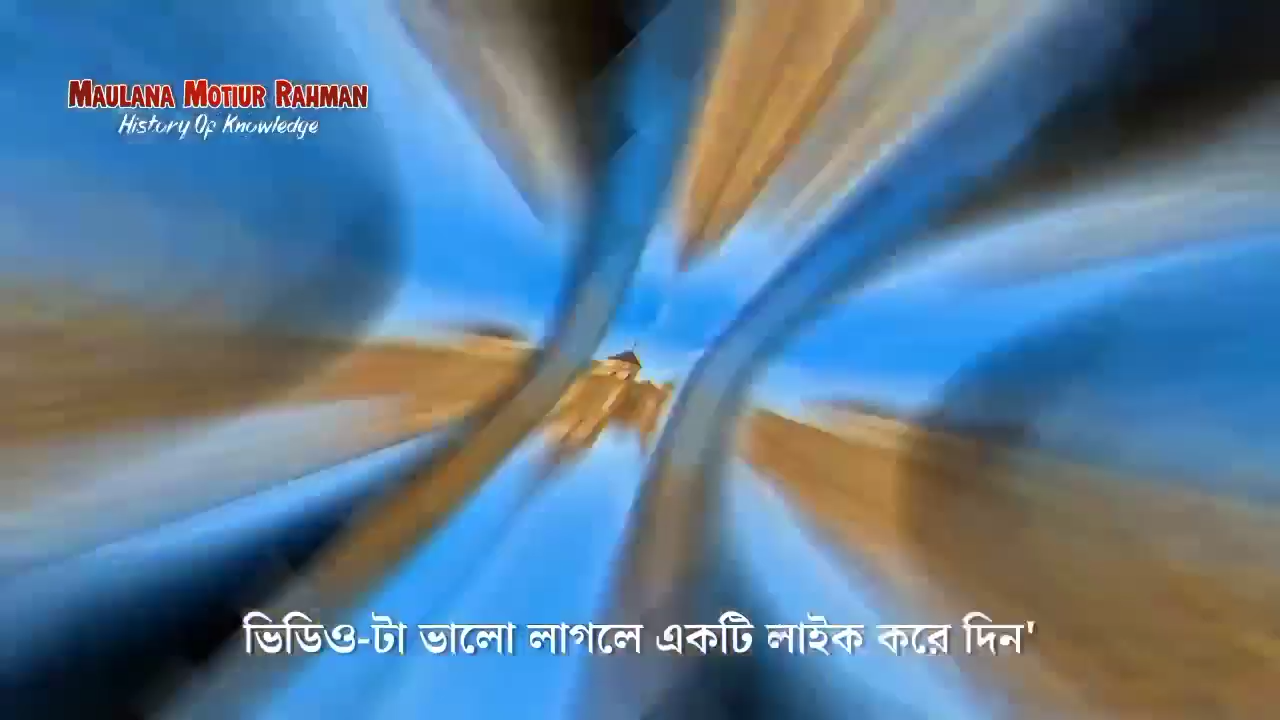 MAULANA MOTIUR RAHMAN
History Of Knowledge
ভিডিও-টা ভালো লাগলে একটি লাইক করে দিন'